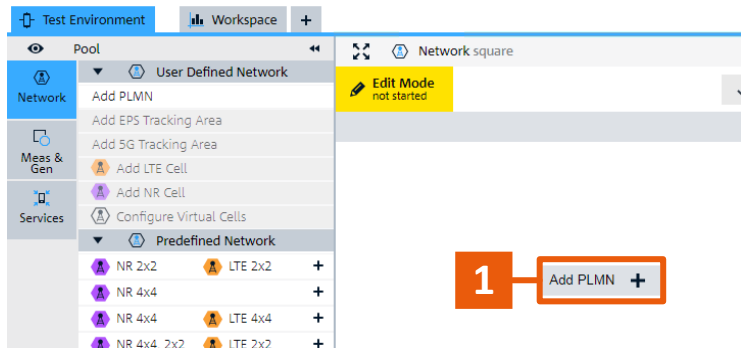 Test Environment
Workspace +
Pool
Network square
User Defined Network
Network
Edit Mode
not started
Add PLMN
Add EPS Tracking Area
Add 5G Tracking Area
Meas &
Gen
Add LTE Cell
Add NR Cell
Services
Configure Virtual Cells
Predefined Network
NR 2x2 LTE 2x2 +
1 Add PLMN +
NR 4x4 +
NR 4x4 LTE 4x4 +
NR 4x4 2x2 LTE 2x2 +